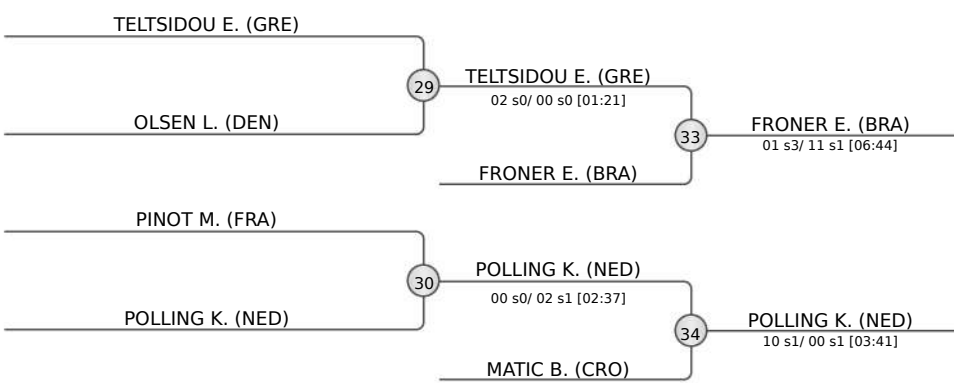 TELTSIDOU E. (GRE)
29
TELTSIDOU E. (GRE)
02 s0/ 00 s0 [01:21]
OLSEN L. (DEN)
33
FRONER E. (BRA)
01 s3/ 11 s1 [06:44]
FRONER E. (BRA)
PINOT M. (FRA)
30
POLLING K. (NED)
00 s0/ 02 s1 [02:37]
POLLING K. (NED)
34
POLLING K. (NED)
10 s1/ 00 s1 [03:41]
MATIC B. (CRO)